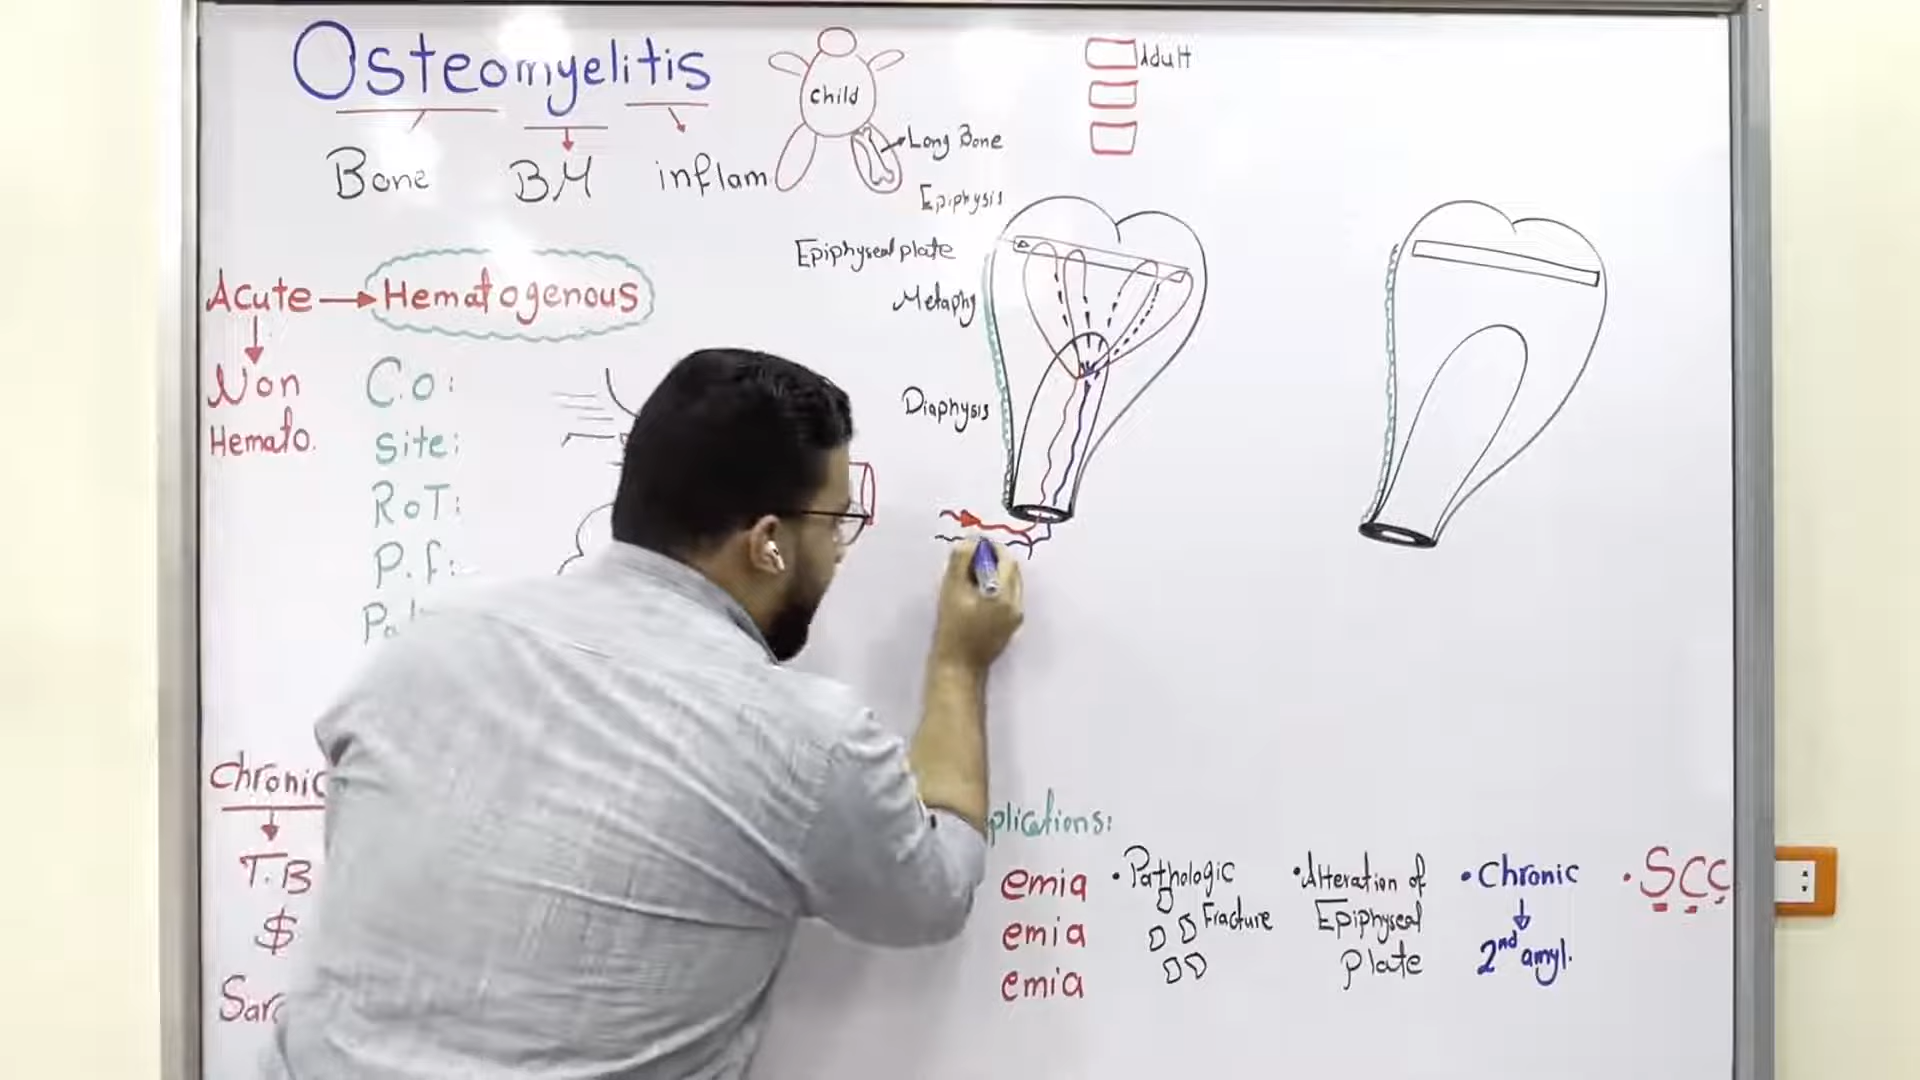 Osteomyelitis
Bone BM inflam
child
Long Bone
Adult
Epiphysis
Epiphyseal plate
Metaphy
Diaphysis
Acute → Hematogenous
Non
Hemato.
C.O:
Site:
RoT:
P.f:
Chronic
T.B
$
Sar
plications:
emia
emia
emia
• Pathologic
Fracture
• Alteration of
Epiphyseal
plate
• Chronic
2nd amyl.
• SCC